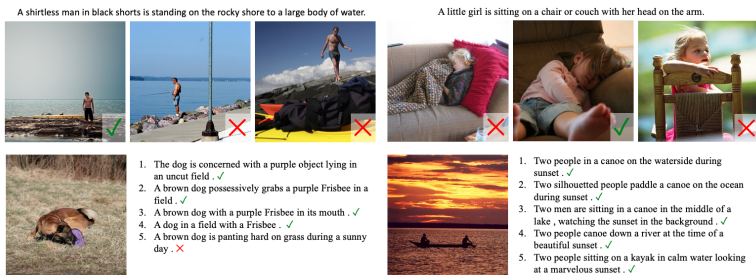 A shirtless man in black shorts is standing on the rocky shore to a large body of water.
A little girl is sitting on a chair or couch with her head on the arm.
1. The dog is concerned with a purple object lying in
an uncut field . ✓
2. A brown dog possessively grabs a purple Frisbee in a
field . ✓
3. A brown dog with a purple Frisbee in its mouth . ✓
4. A dog in a field with a Frisbee . ✓
5. A brown dog is panting hard on grass during a sunny
day . ✗
1. Two people in a canoe on the waterside during
sunset . ✓
2. Two silhouetted people paddle a canoe on the ocean
during sunset . ✓
3. Two men are sitting in a canoe in the middle of a
lake , watching the sunset in the background . ✓
4. Two people canoe down a river at the time of a
beautiful sunset . ✓
5. Two people sitting on a kayak in calm water looking
at a marvelous sunset . ✓